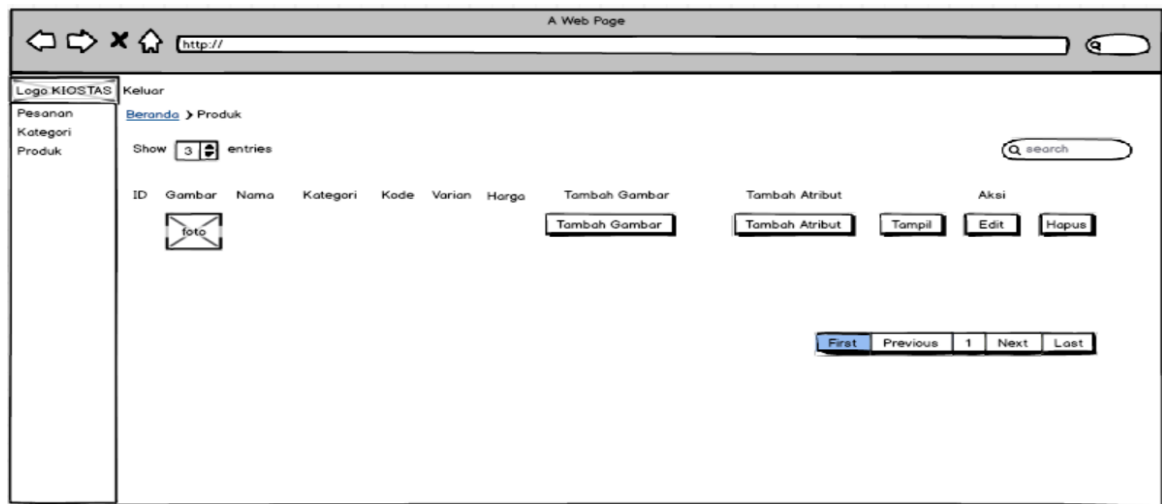 A Web Page
http://
Logo KIOSTAS Keluar
Pesanan
Kategori
Produk
Beranda > Produk
Show 3 entries
search
ID Gambar Nama Kategori Kode Varian Harga Tambah Gambar Tambah Atribut Aksi
foto Tambah Gambar Tambah Atribut Tampil Edit Hapus
First Previous 1 Next Last